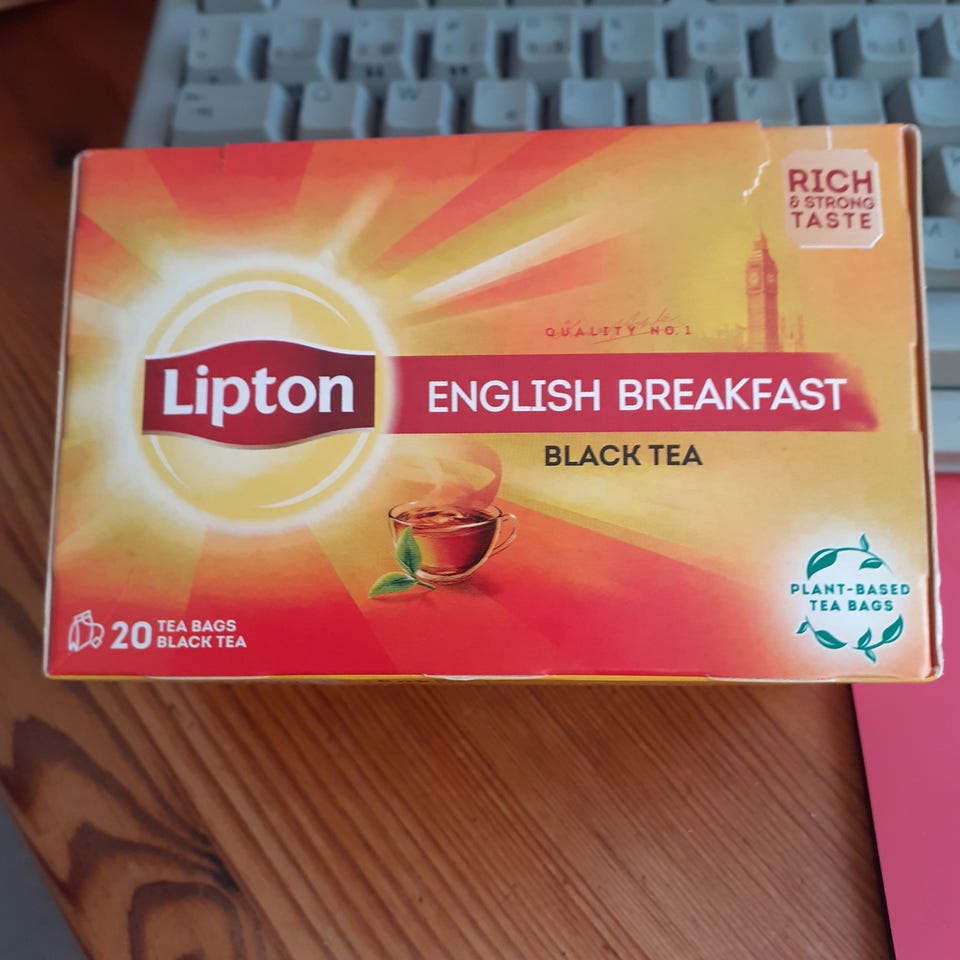 Q W
RICH
& STRONG
TASTE
QUALITY NO.1
Lipton
ENGLISH BREAKFAST
BLACK TEA
PLANT-BASED
TEA BAGS
20 TEA BAGS
BLACK TEA